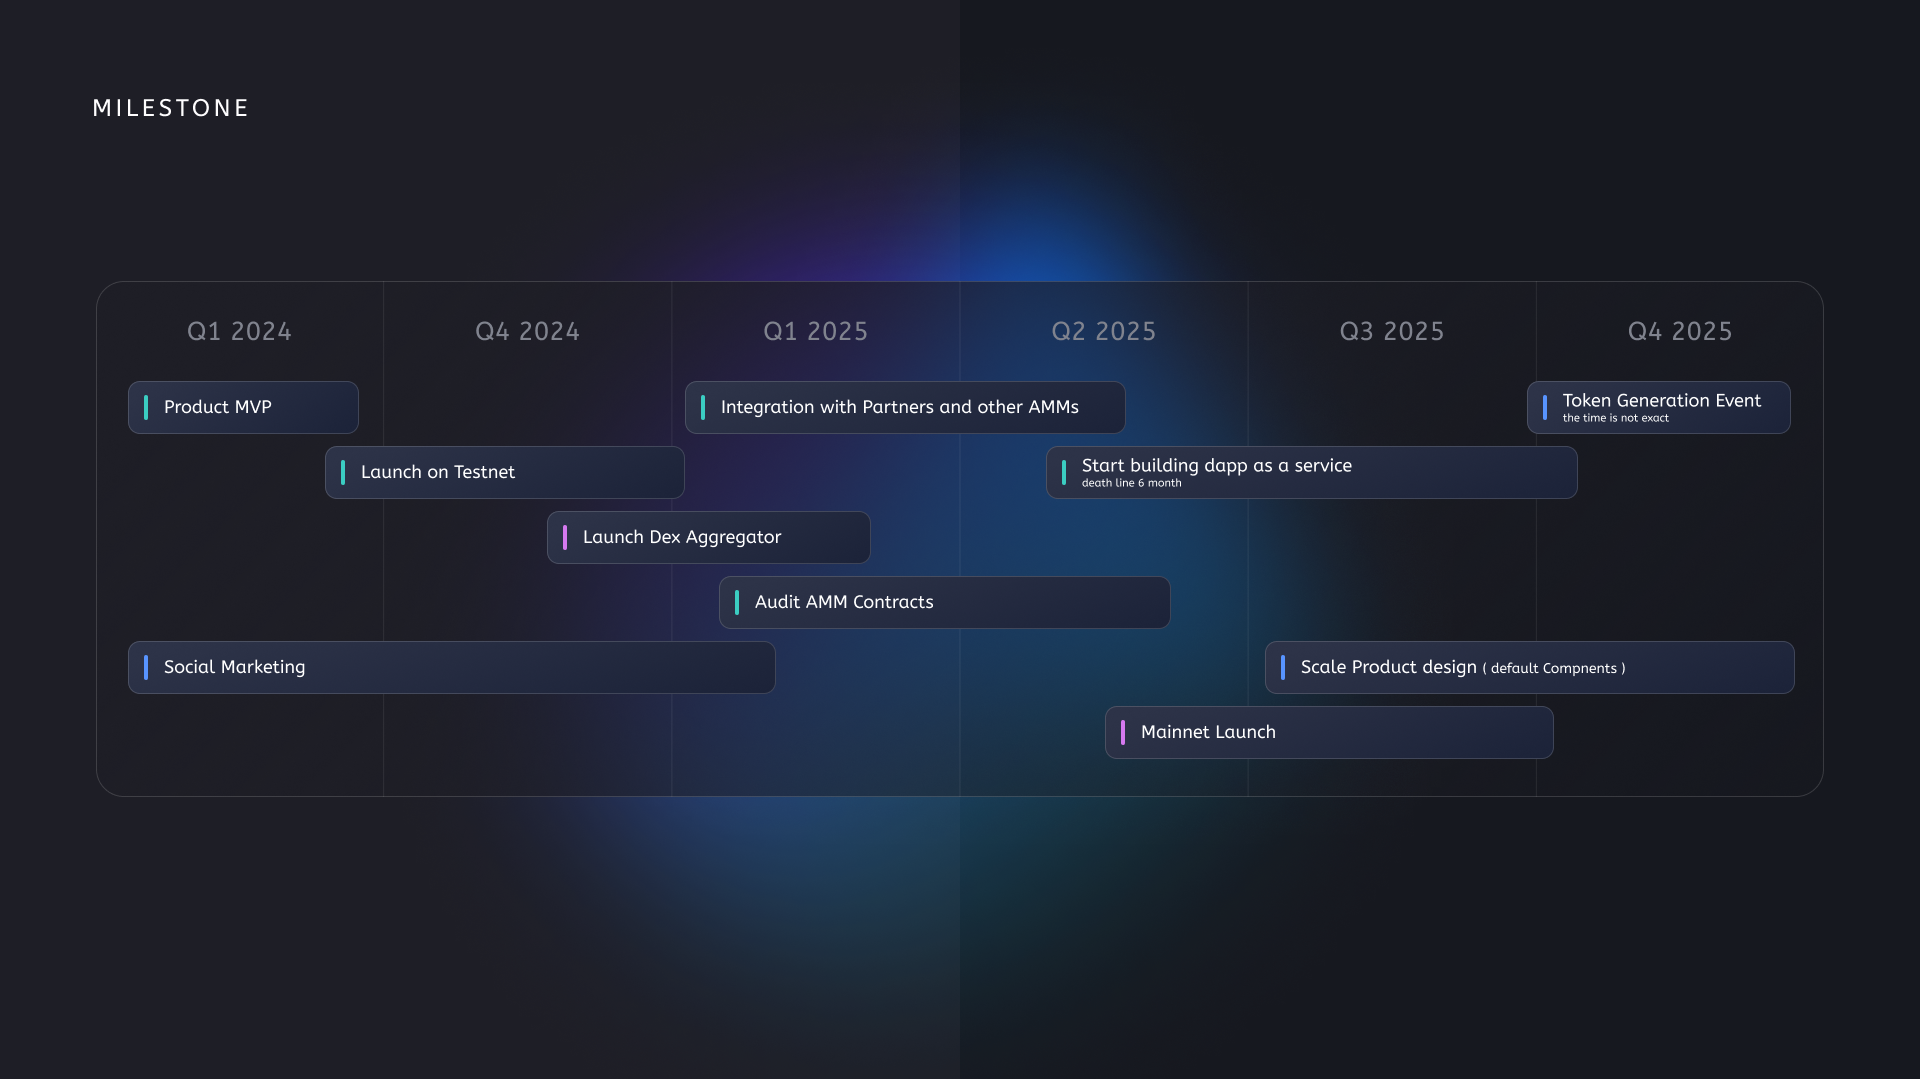 MILESTONE
Q1 2024
Q4 2024
Q1 2025
Q2 2025
Q3 2025
Q4 2025
Product MVP
Integration with Partners and other AMMs
Token Generation Event
the time is not exact
Launch on Testnet
Start building dapp as a service
death line 6 month
Launch Dex Aggregator
Audit AMM Contracts
Social Marketing
Scale Product design ( default Compnents )
Mainnet Launch